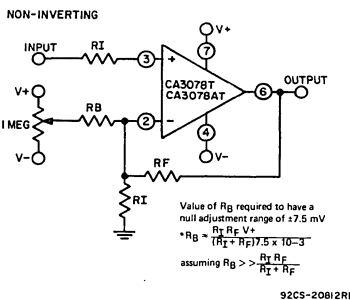 NON-INVERTING
INPUT
RI
3
+
7
V+
CA3078T
CA3078AT
6
OUTPUT
V+
1 MEG
V-
RB
2
-
4
V-
RF
RI
Value of RB required to have a
null adjustment range of ±7.5 mV
*RB ≈ RI RF V+
(RI + RF)7.5 x 10-3
assuming RB >> RI RF
RI + RF
92CS-20812RI